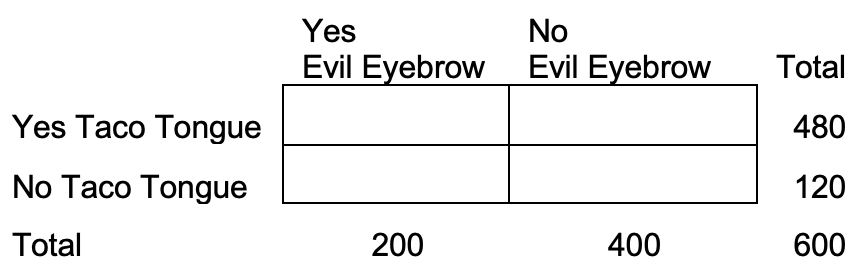 Yes No
Evil Eyebrow Evil Eyebrow Total
Yes Taco Tongue 480
No Taco Tongue 120
Total 200 400 600